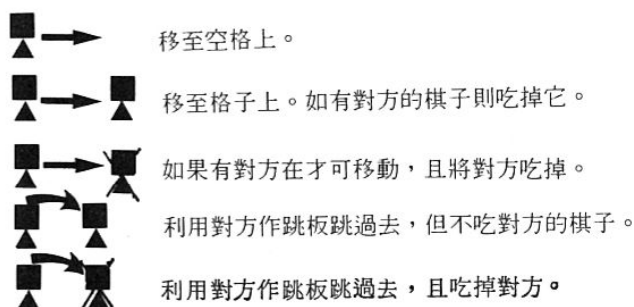 移至空格上。
移至格子上。如有對方的棋子則吃掉它。
如果有對方在才可移動，且將對方吃掉。
利用對方作跳板跳過去，但不吃對方的棋子。
利用對方作跳板跳過去，且吃掉對方。